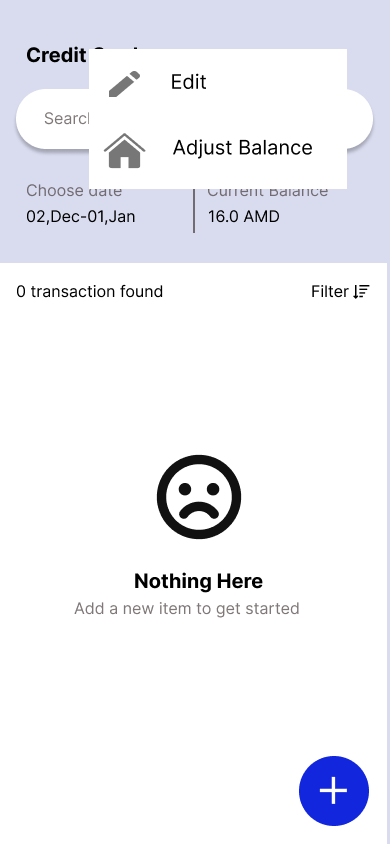 Credit
Edit
Search
Adjust Balance
Choose date
Current Balance
02,Dec-01,Jan
16.0 AMD
0 transaction found
Filter
Nothing Here
Add a new item to get started